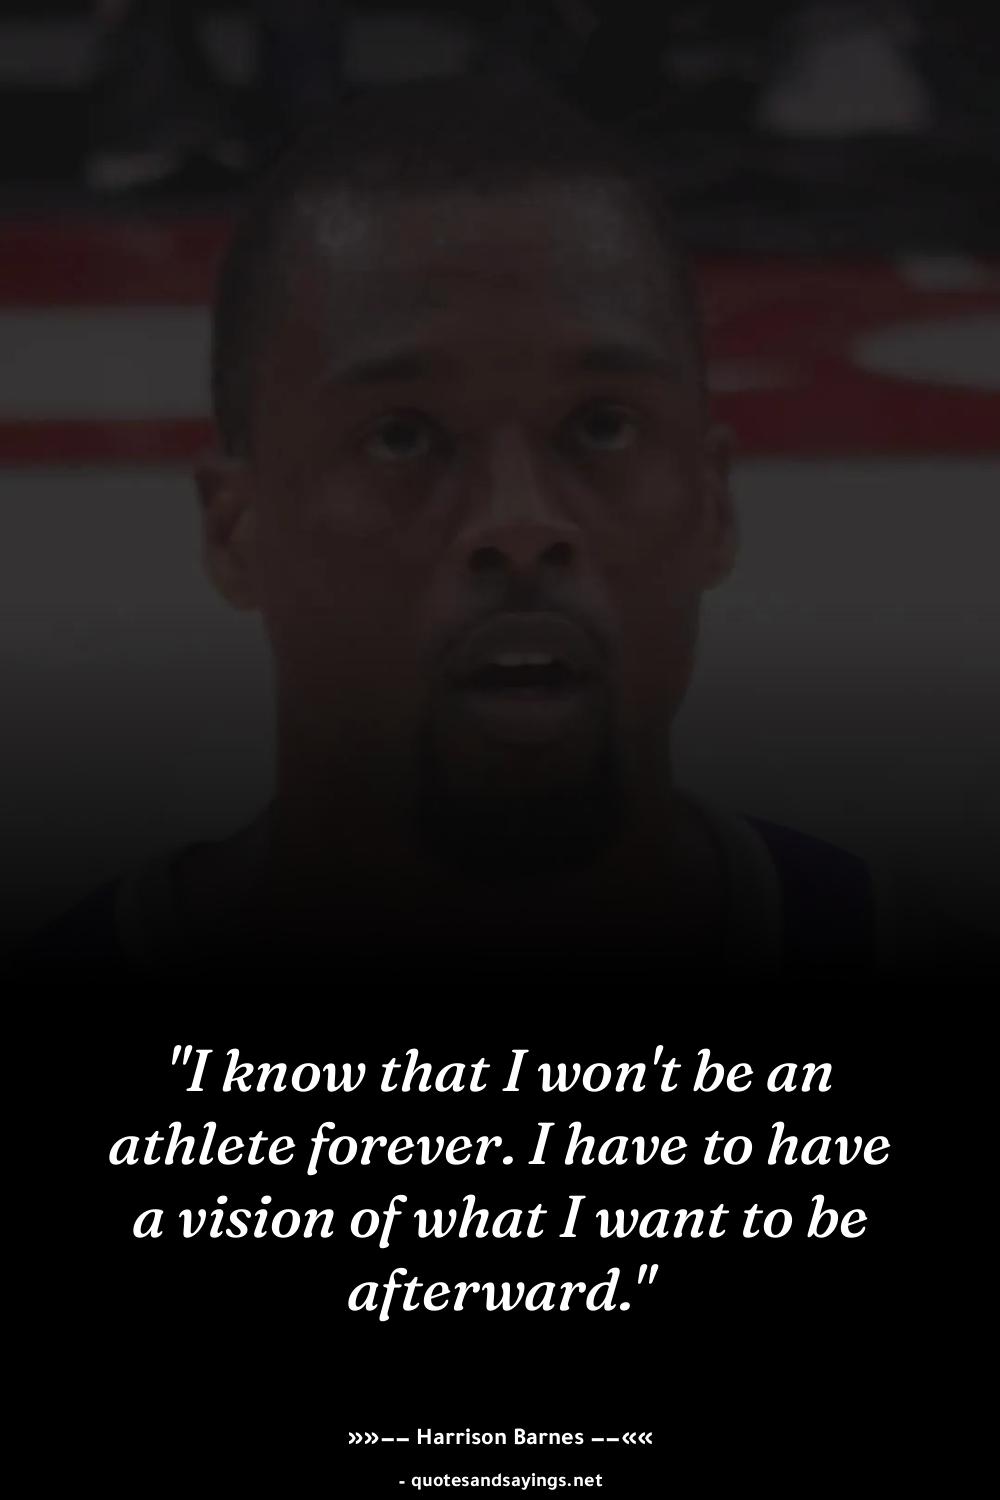 "I know that I won't be an
athlete forever. I have to have
a vision of what I want to be
afterward."
»»–– Harrison Barnes ––««
- quotesandsayings.net